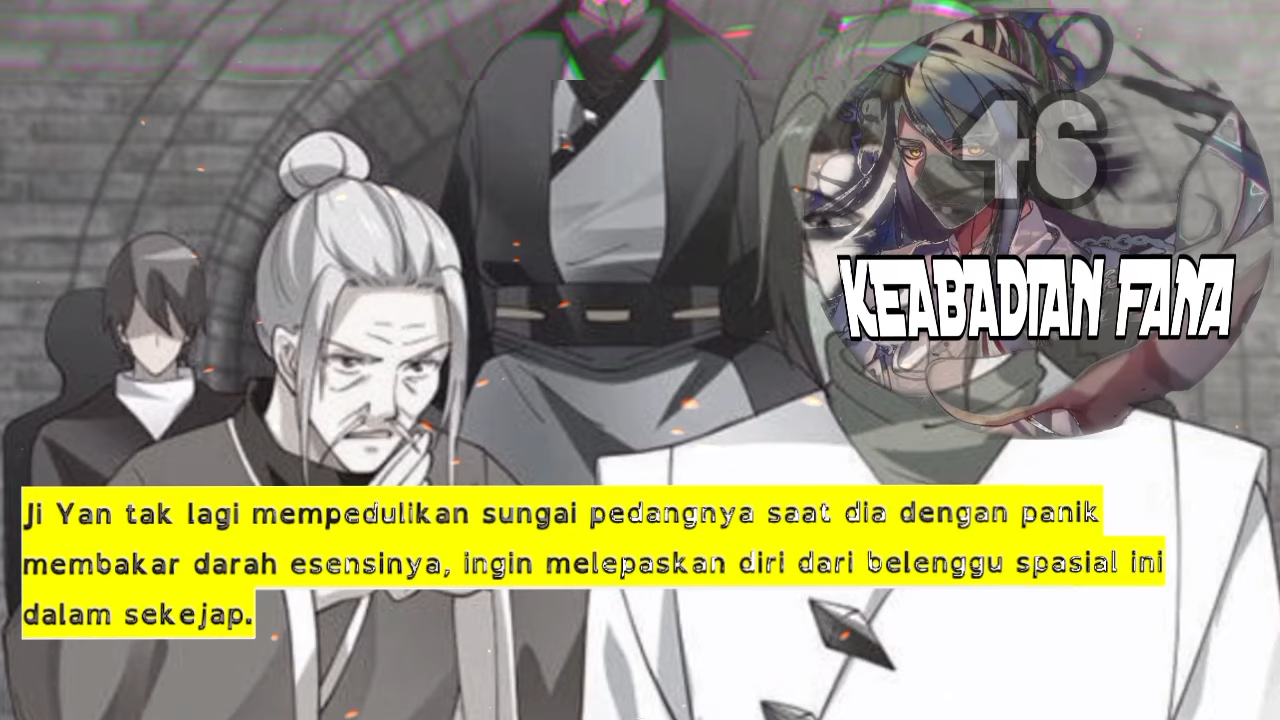 46
KEABADIAN FANA
Ji Yan tak lagi mempedulikan sungai pedangnya saat dia dengan panik
membakar darah esensinya, ingin melepaskan diri dari belenggu spasial ini
dalam sekejap.